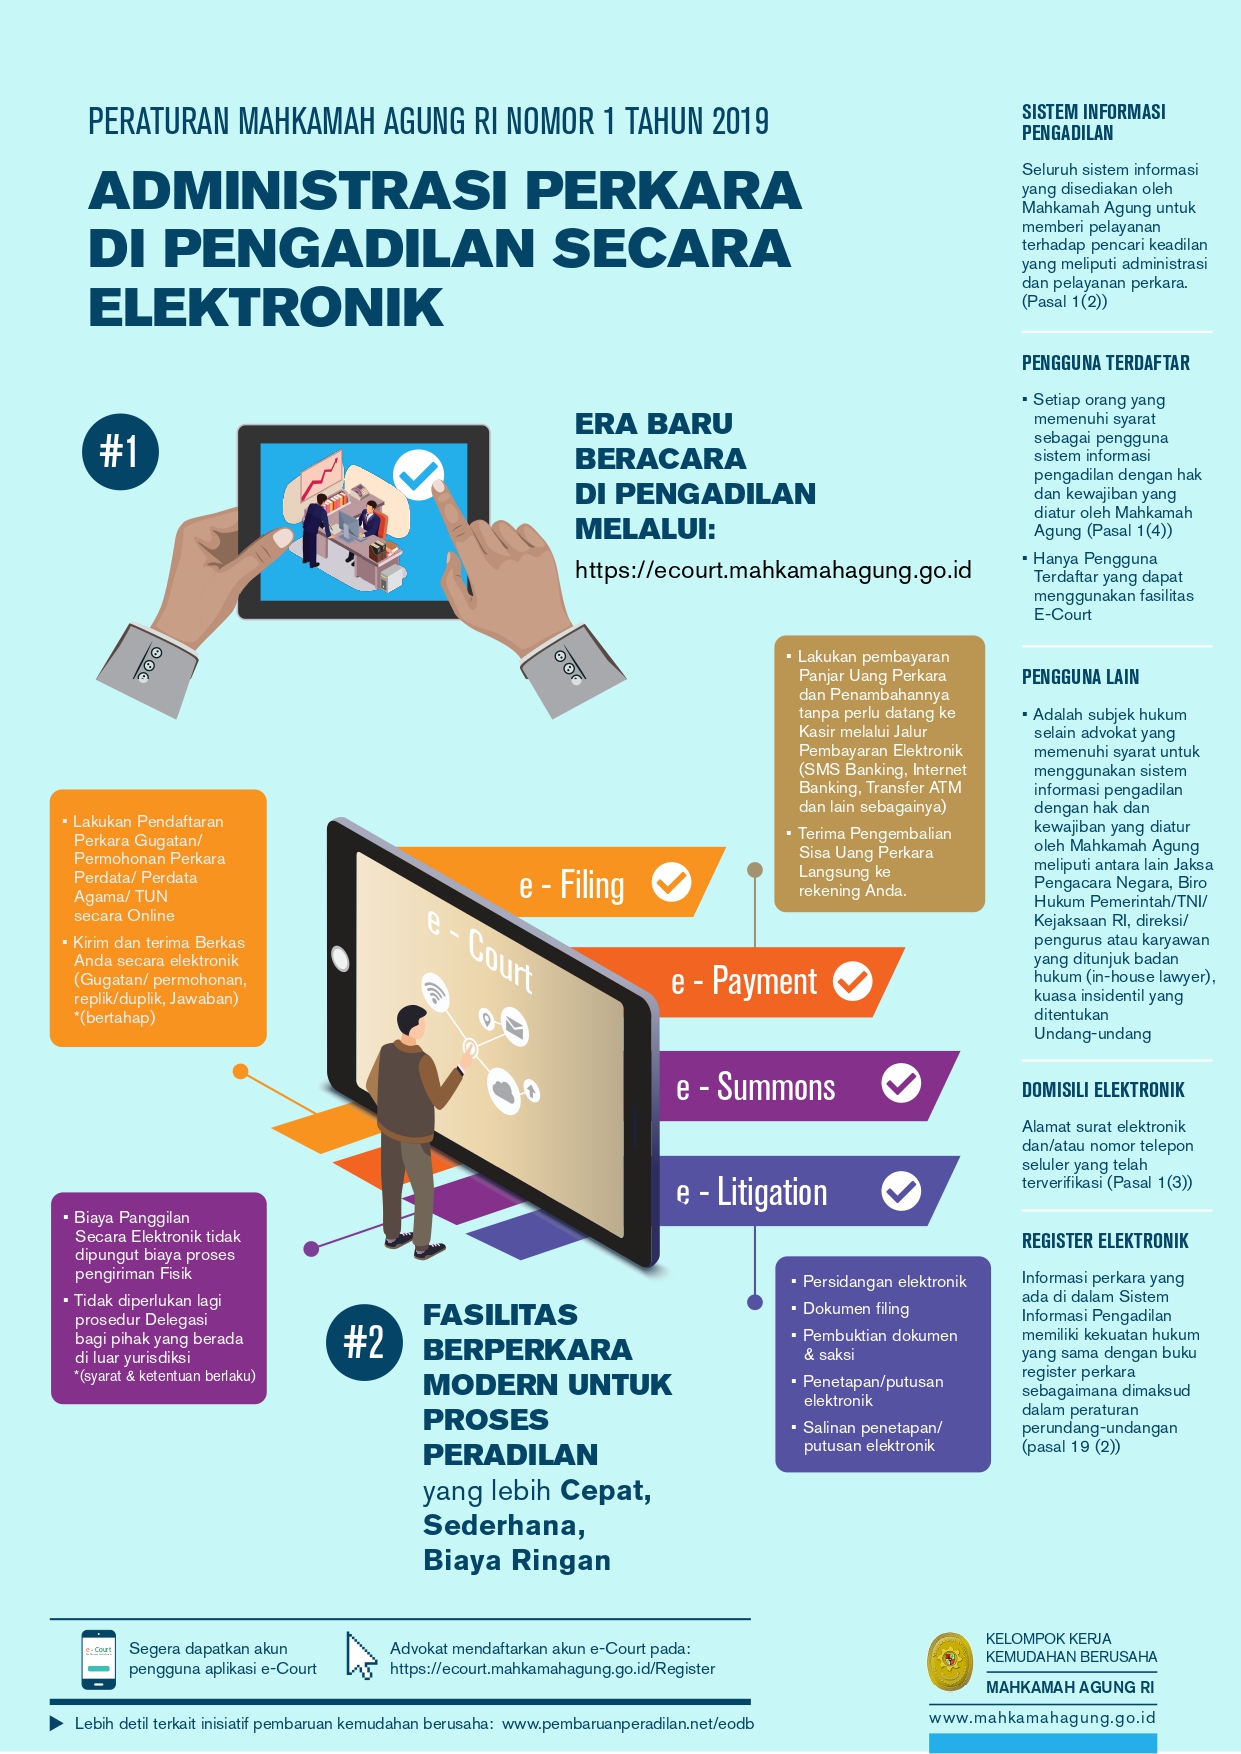 PERATURAN MAHKAMAH AGUNG RI NOMOR 1 TAHUN 2019
ADMINISTRASI PERKARA
DI PENGADILAN SECARA
ELEKTRONIK
#1
ERA BARU
BERACARA
DI PENGADILAN
MELALUI:
https://ecourt.mahkamahagung.go.id
▪ Lakukan pembayaran
Panjar Uang Perkara
dan Penambahannya
tanpa perlu datang ke
Kasir melalui Jalur
Pembayaran Elektronik
(SMS Banking, Internet
Banking, Transfer ATM
dan lain sebagainya)
▪ Terima Pengembalian
Sisa Uang Perkara
Langsung ke
rekening Anda.
▪ Lakukan Pendaftaran
Perkara Gugatan/
Permohonan Perkara
Perdata/ Perdata
Agama/ TUN
secara Online
▪ Kirim dan terima Berkas
Anda secara elektronik
(Gugatan/ permohonan,
replik/duplik, Jawaban)
*(bertahap)
e - Court
e - Filing
e - Payment
e - Summons
e - Litigation
▪ Biaya Panggilan
Secara Elektronik tidak
dipungut biaya proses
pengiriman Fisik
▪ Tidak diperlukan lagi
prosedur Delegasi
bagi pihak yang berada
di luar yurisdiksi
*(syarat & ketentuan berlaku)
▪ Persidangan elektronik
▪ Dokumen filing
▪ Pembuktian dokumen
& saksi
▪ Penetapan/putusan
elektronik
▪ Salinan penetapan/
putusan elektronik
#2
FASILITAS
BERPERKARA
MODERN UNTUK
PROSES
PERADILAN
yang lebih Cepat,
Sederhana,
Biaya Ringan
SISTEM INFORMASI
PENGADILAN
Seluruh sistem informasi
yang disediakan oleh
Mahkamah Agung untuk
memberi pelayanan
terhadap pencari keadilan
yang meliputi administrasi
dan pelayanan perkara.
(Pasal 1(2))
PENGGUNA TERDAFTAR
▪ Setiap orang yang
memenuhi syarat
sebagai pengguna
sistem informasi
pengadilan dengan hak
dan kewajiban yang
diatur oleh Mahkamah
Agung (Pasal 1(4))
▪ Hanya Pengguna
Terdaftar yang dapat
menggunakan fasilitas
E-Court
PENGGUNA LAIN
▪ Adalah subjek hukum
selain advokat yang
memenuhi syarat untuk
menggunakan sistem
informasi pengadilan
dengan hak dan
kewajiban yang diatur
oleh Mahkamah Agung
meliputi antara lain Jaksa
Pengacara Negara, Biro
Hukum Pemerintah/TNI/
Kejaksaan RI, direksi/
pengurus atau karyawan
yang ditunjuk badan
hukum (in-house lawyer),
kuasa insidentil yang
ditentukan
Undang-undang
DOMISILI ELEKTRONIK
Alamat surat elektronik
dan/atau nomor telepon
seluler yang telah
terverifikasi (Pasal 1(3))
REGISTER ELEKTRONIK
Informasi perkara yang
ada di dalam Sistem
Informasi Pengadilan
memiliki kekuatan hukum
yang sama dengan buku
register perkara
sebagaimana dimaksud
dalam peraturan
perundang-undangan
(pasal 19 (2))
e - Court
Segera dapatkan akun
pengguna aplikasi e-Court
Advokat mendaftarkan akun e-Court pada:
https://ecourt.mahkamahagung.go.id/Register
Lebih detil terkait inisiatif pembaruan kemudahan berusaha: www.pembaruanperadilan.net/eodb
KELOMPOK KERJA
KEMUDAHAN BERUSAHA
MAHKAMAH AGUNG RI
www.mahkamahagung.go.id